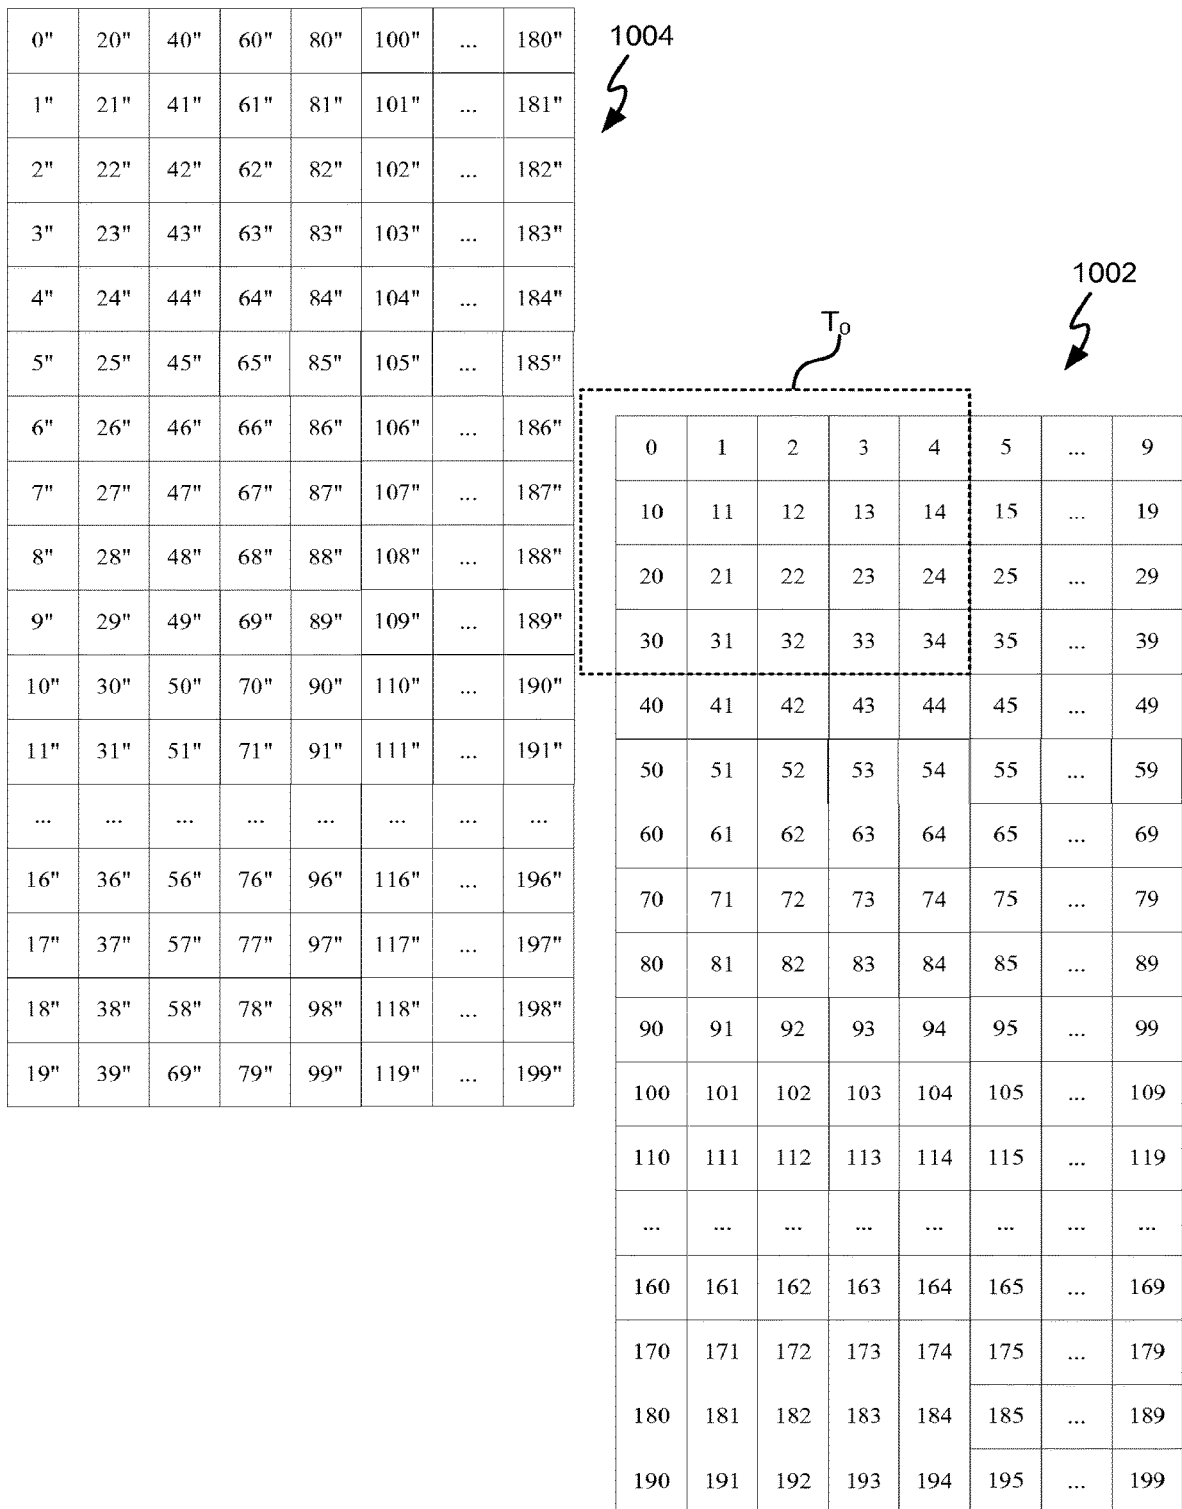 0" 20" 40" 60" 80" 100" ... 180"
1" 21" 41" 61" 81" 101" ... 181"
2" 22" 42" 62" 82" 102" ... 182"
3" 23" 43" 63" 83" 103" ... 183"
4" 24" 44" 64" 84" 104" ... 184"
5" 25" 45" 65" 85" 105" ... 185"
6" 26" 46" 66" 86" 106" ... 186"
7" 27" 47" 67" 87" 107" ... 187"
8" 28" 48" 68" 88" 108" ... 188"
9" 29" 49" 69" 89" 109" ... 189"
10" 30" 50" 70" 90" 110" ... 190"
11" 31" 51" 71" 91" 111" ... 191"
... ... ... ... ... ... ... ...
16" 36" 56" 76" 96" 116" ... 196"
17" 37" 57" 77" 97" 117" ... 197"
18" 38" 58" 78" 98" 118" ... 198"
19" 39" 69" 79" 99" 119" ... 199"
1004
1002
T₀
0 1 2 3 4 5 ... 9
10 11 12 13 14 15 ... 19
20 21 22 23 24 25 ... 29
30 31 32 33 34 35 ... 39
40 41 42 43 44 45 ... 49
50 51 52 53 54 55 ... 59
60 61 62 63 64 65 ... 69
70 71 72 73 74 75 ... 79
80 81 82 83 84 85 ... 89
90 91 92 93 94 95 ... 99
100 101 102 103 104 105 ... 109
110 111 112 113 114 115 ... 119
... ... ... ... ... ... ... ...
160 161 162 163 164 165 ... 169
170 171 172 173 174 175 ... 179
180 181 182 183 184 185 ... 189
190 191 192 193 194 195 ... 199